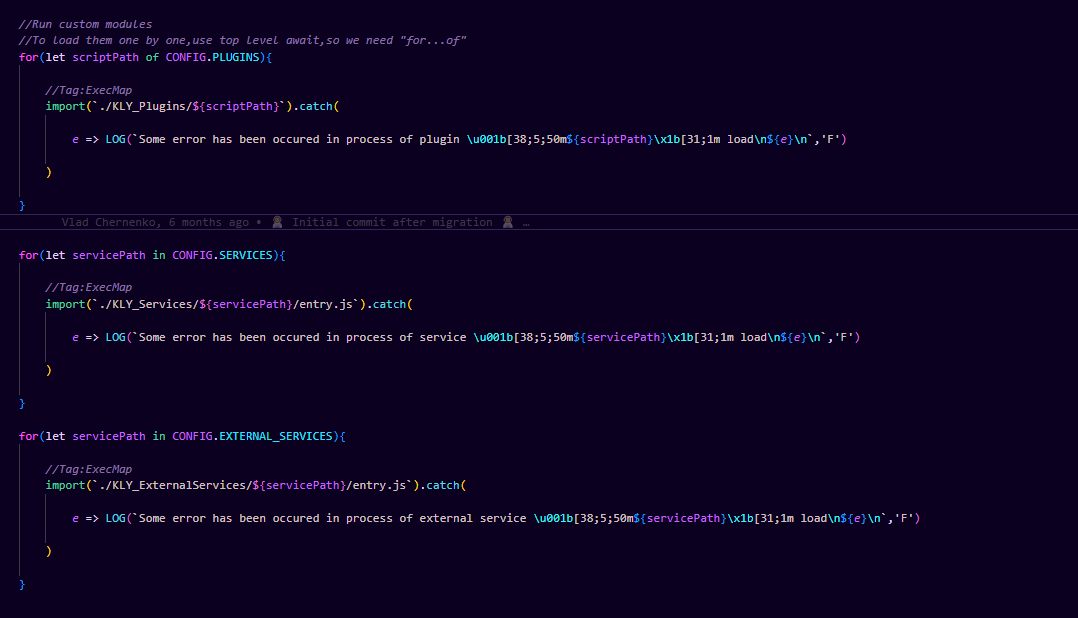 //Run custom modules
//To load them one by one,use top level await,so we need "for...of"
for(let scriptPath of CONFIG.PLUGINS){
//Tag:ExecMap
import(`./KLY_Plugins/${scriptPath}`).catch(
e => LOG(`Some error has been occured in process of plugin \u001b[38;5;50m${scriptPath}\x1b[31;1m load\n${e}\n`,'F')
)
}
Vlad Chernenko, 6 months ago • Initial commit after migration …
for(let servicePath in CONFIG.SERVICES){
//Tag:ExecMap
import(`./KLY_Services/${servicePath}/entry.js`).catch(
e => LOG(`Some error has been occured in process of service \u001b[38;5;50m${servicePath}\x1b[31;1m load\n${e}\n`,'F')
)
}
for(let servicePath in CONFIG.EXTERNAL_SERVICES){
//Tag:ExecMap
import(`./KLY_ExternalServices/${servicePath}/entry.js`).catch(
e => LOG(`Some error has been occured in process of external service \u001b[38;5;50m${servicePath}\x1b[31;1m load\n${e}\n`,'F')
)
}